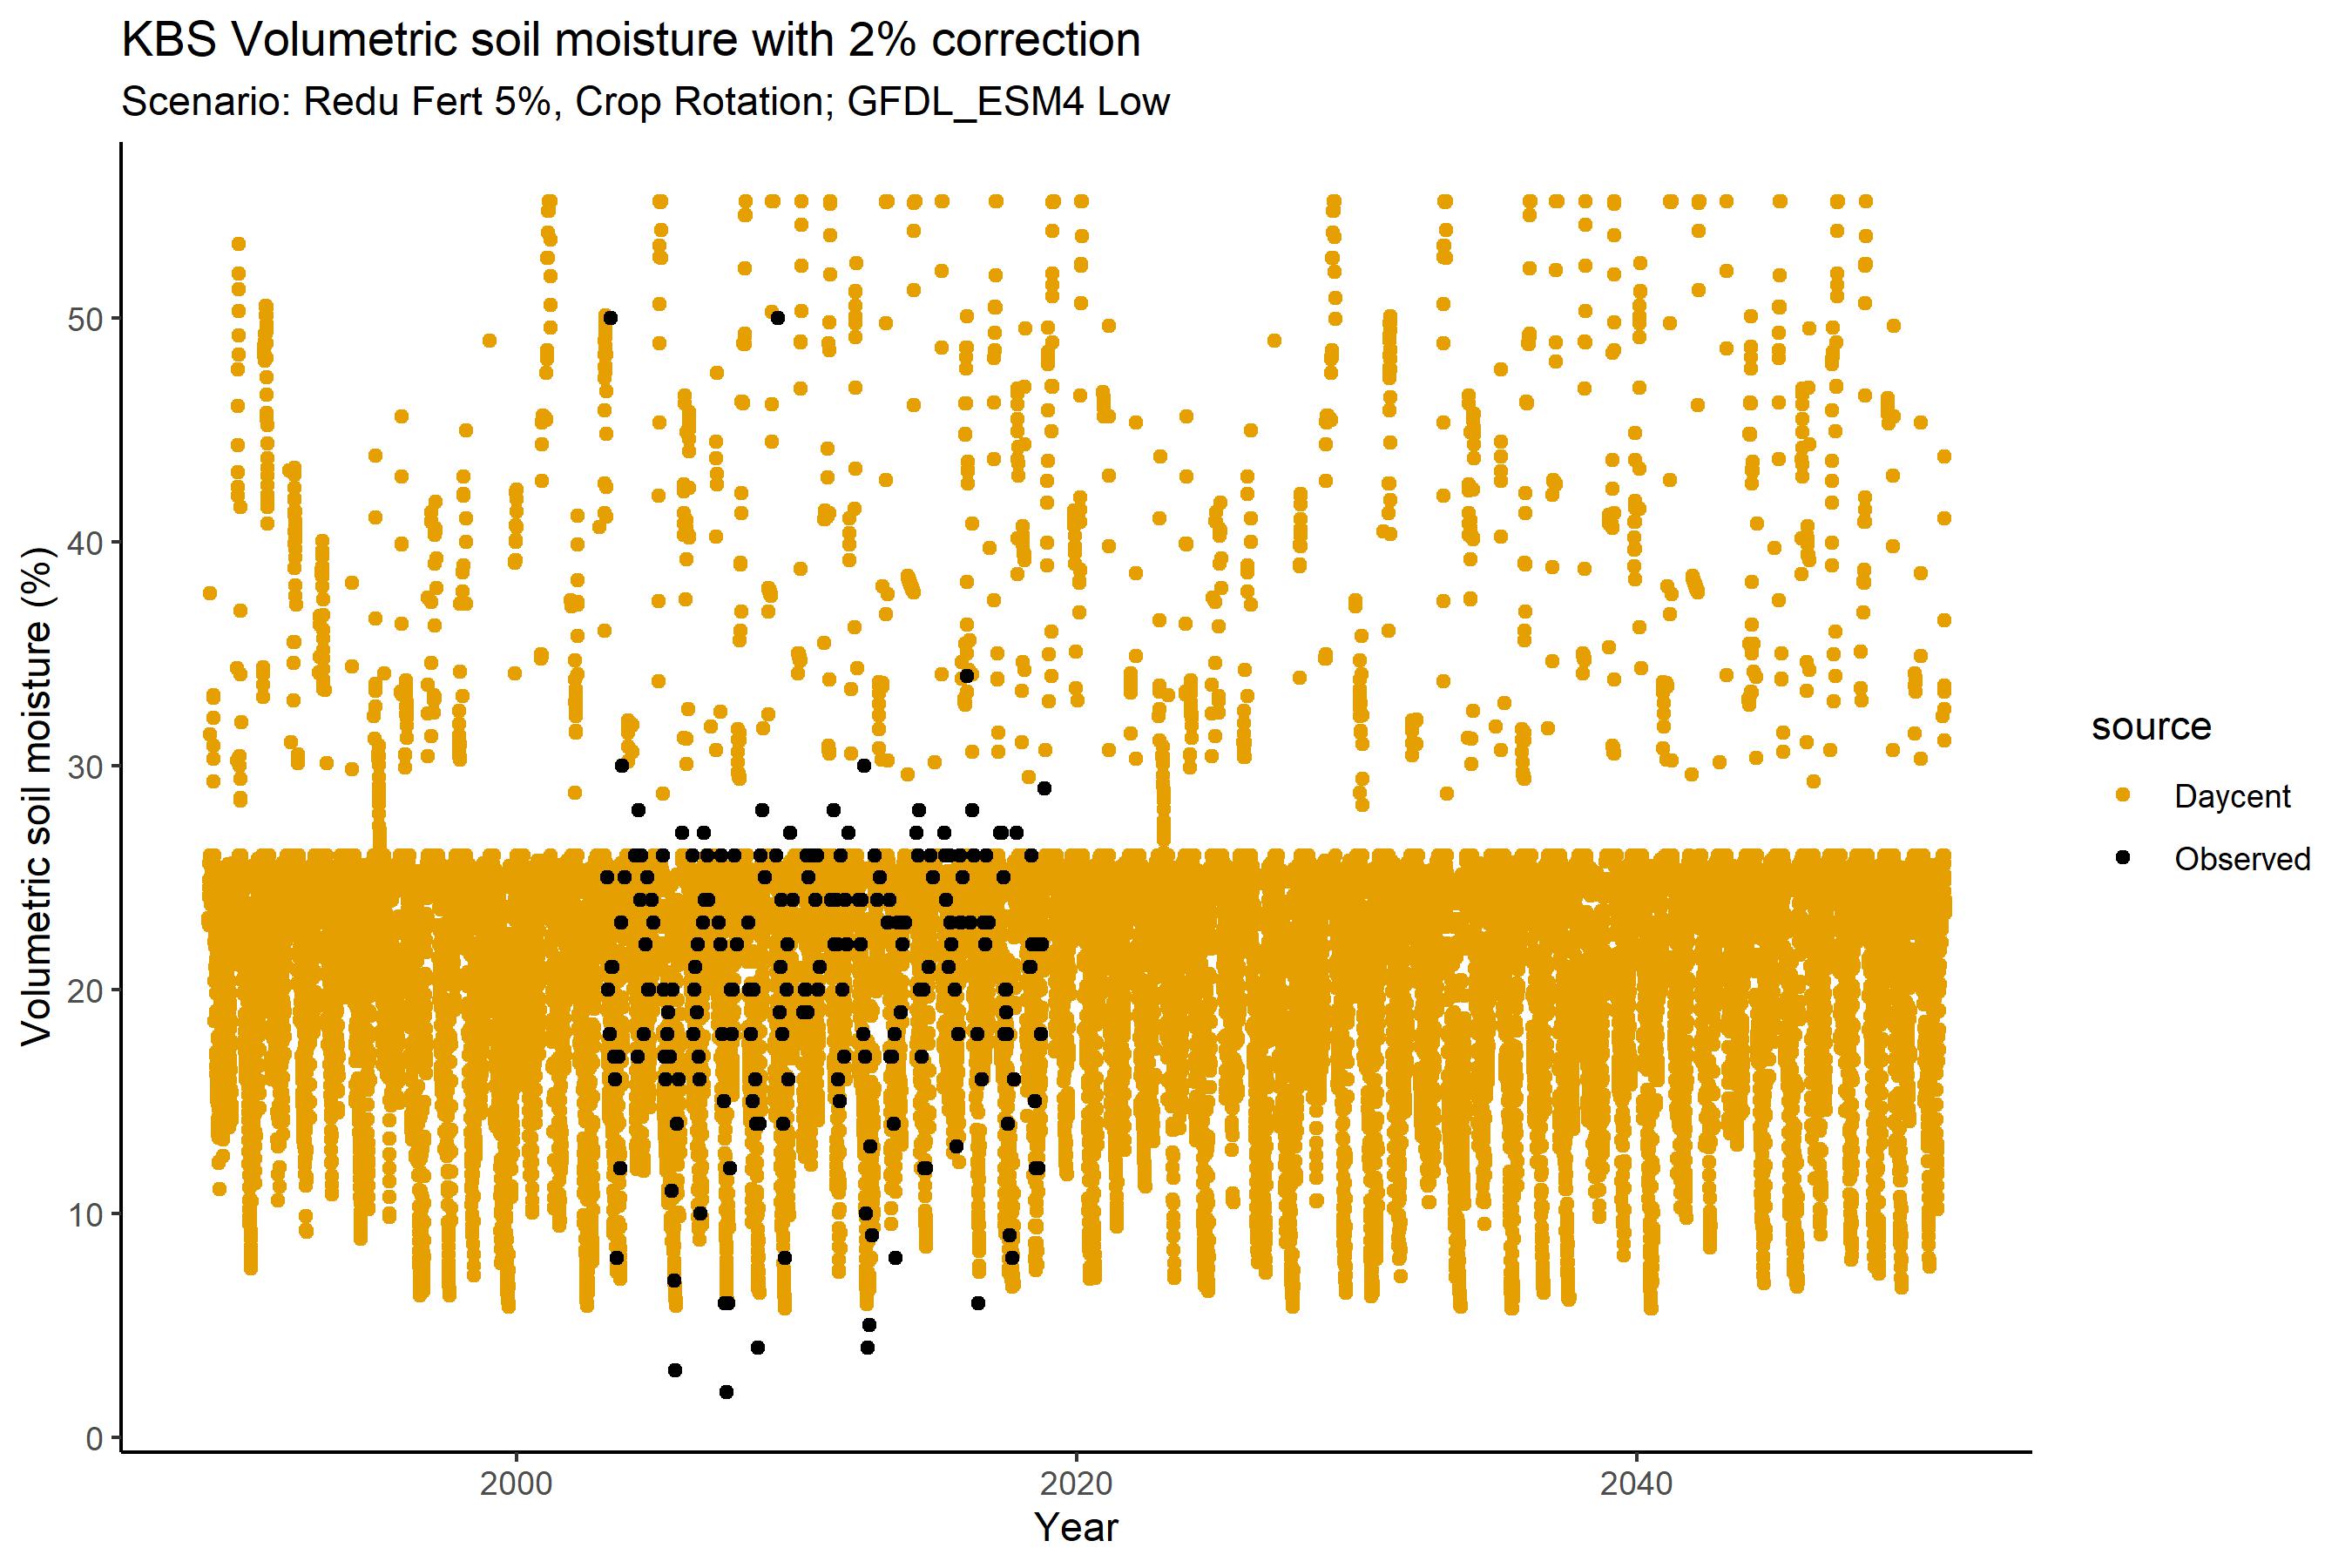 KBS Volumetric soil moisture with 2% correction
Scenario: Redu Fert 5%, Crop Rotation; GFDL_ESM4 Low
Volumetric soil moisture (%)
50
40
30
20
10
0
2000
2020
2040
Year
source
Daycent
Observed